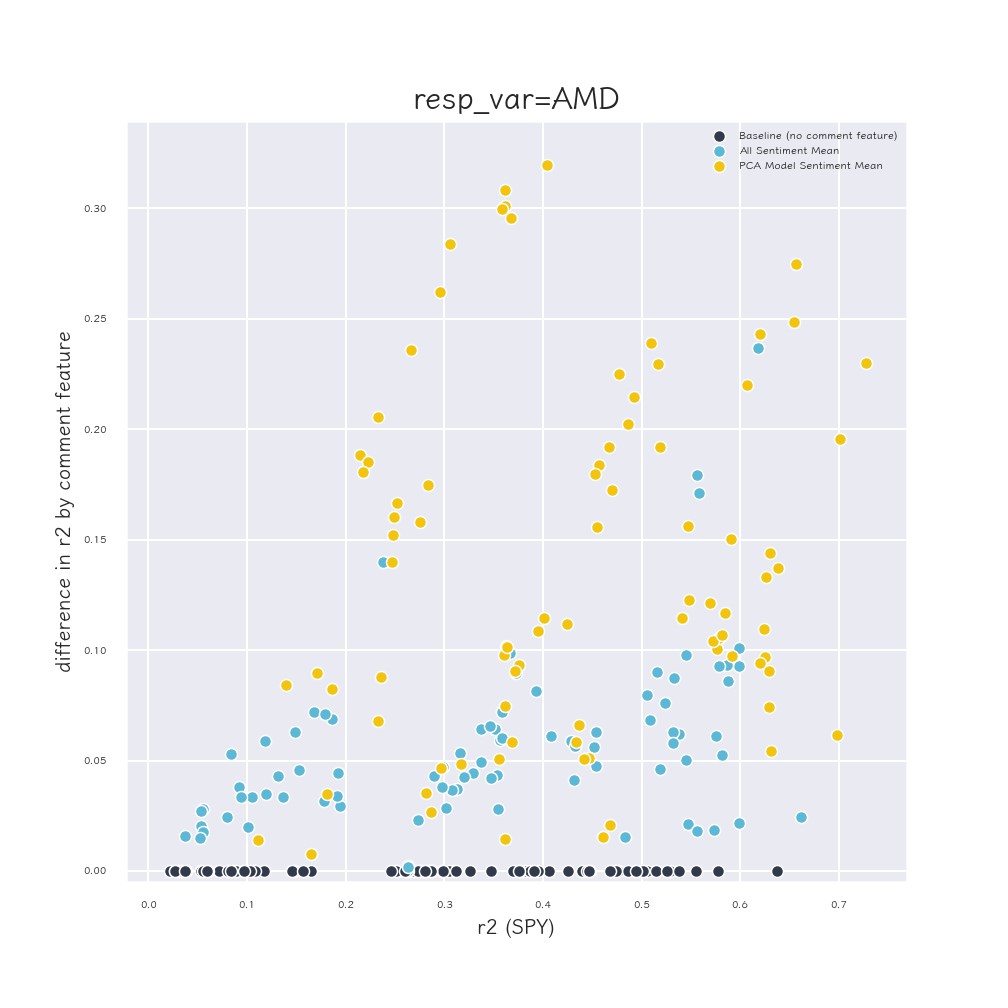 resp_var=AMD
Baseline (no comment feature)
All Sentiment Mean
PCA Model Sentiment Mean
difference in r2 by comment feature
0.30
0.25
0.20
0.15
0.10
0.05
0.00
0.0 0.1 0.2 0.3 0.4 0.5 0.6 0.7
r2 (SPY)